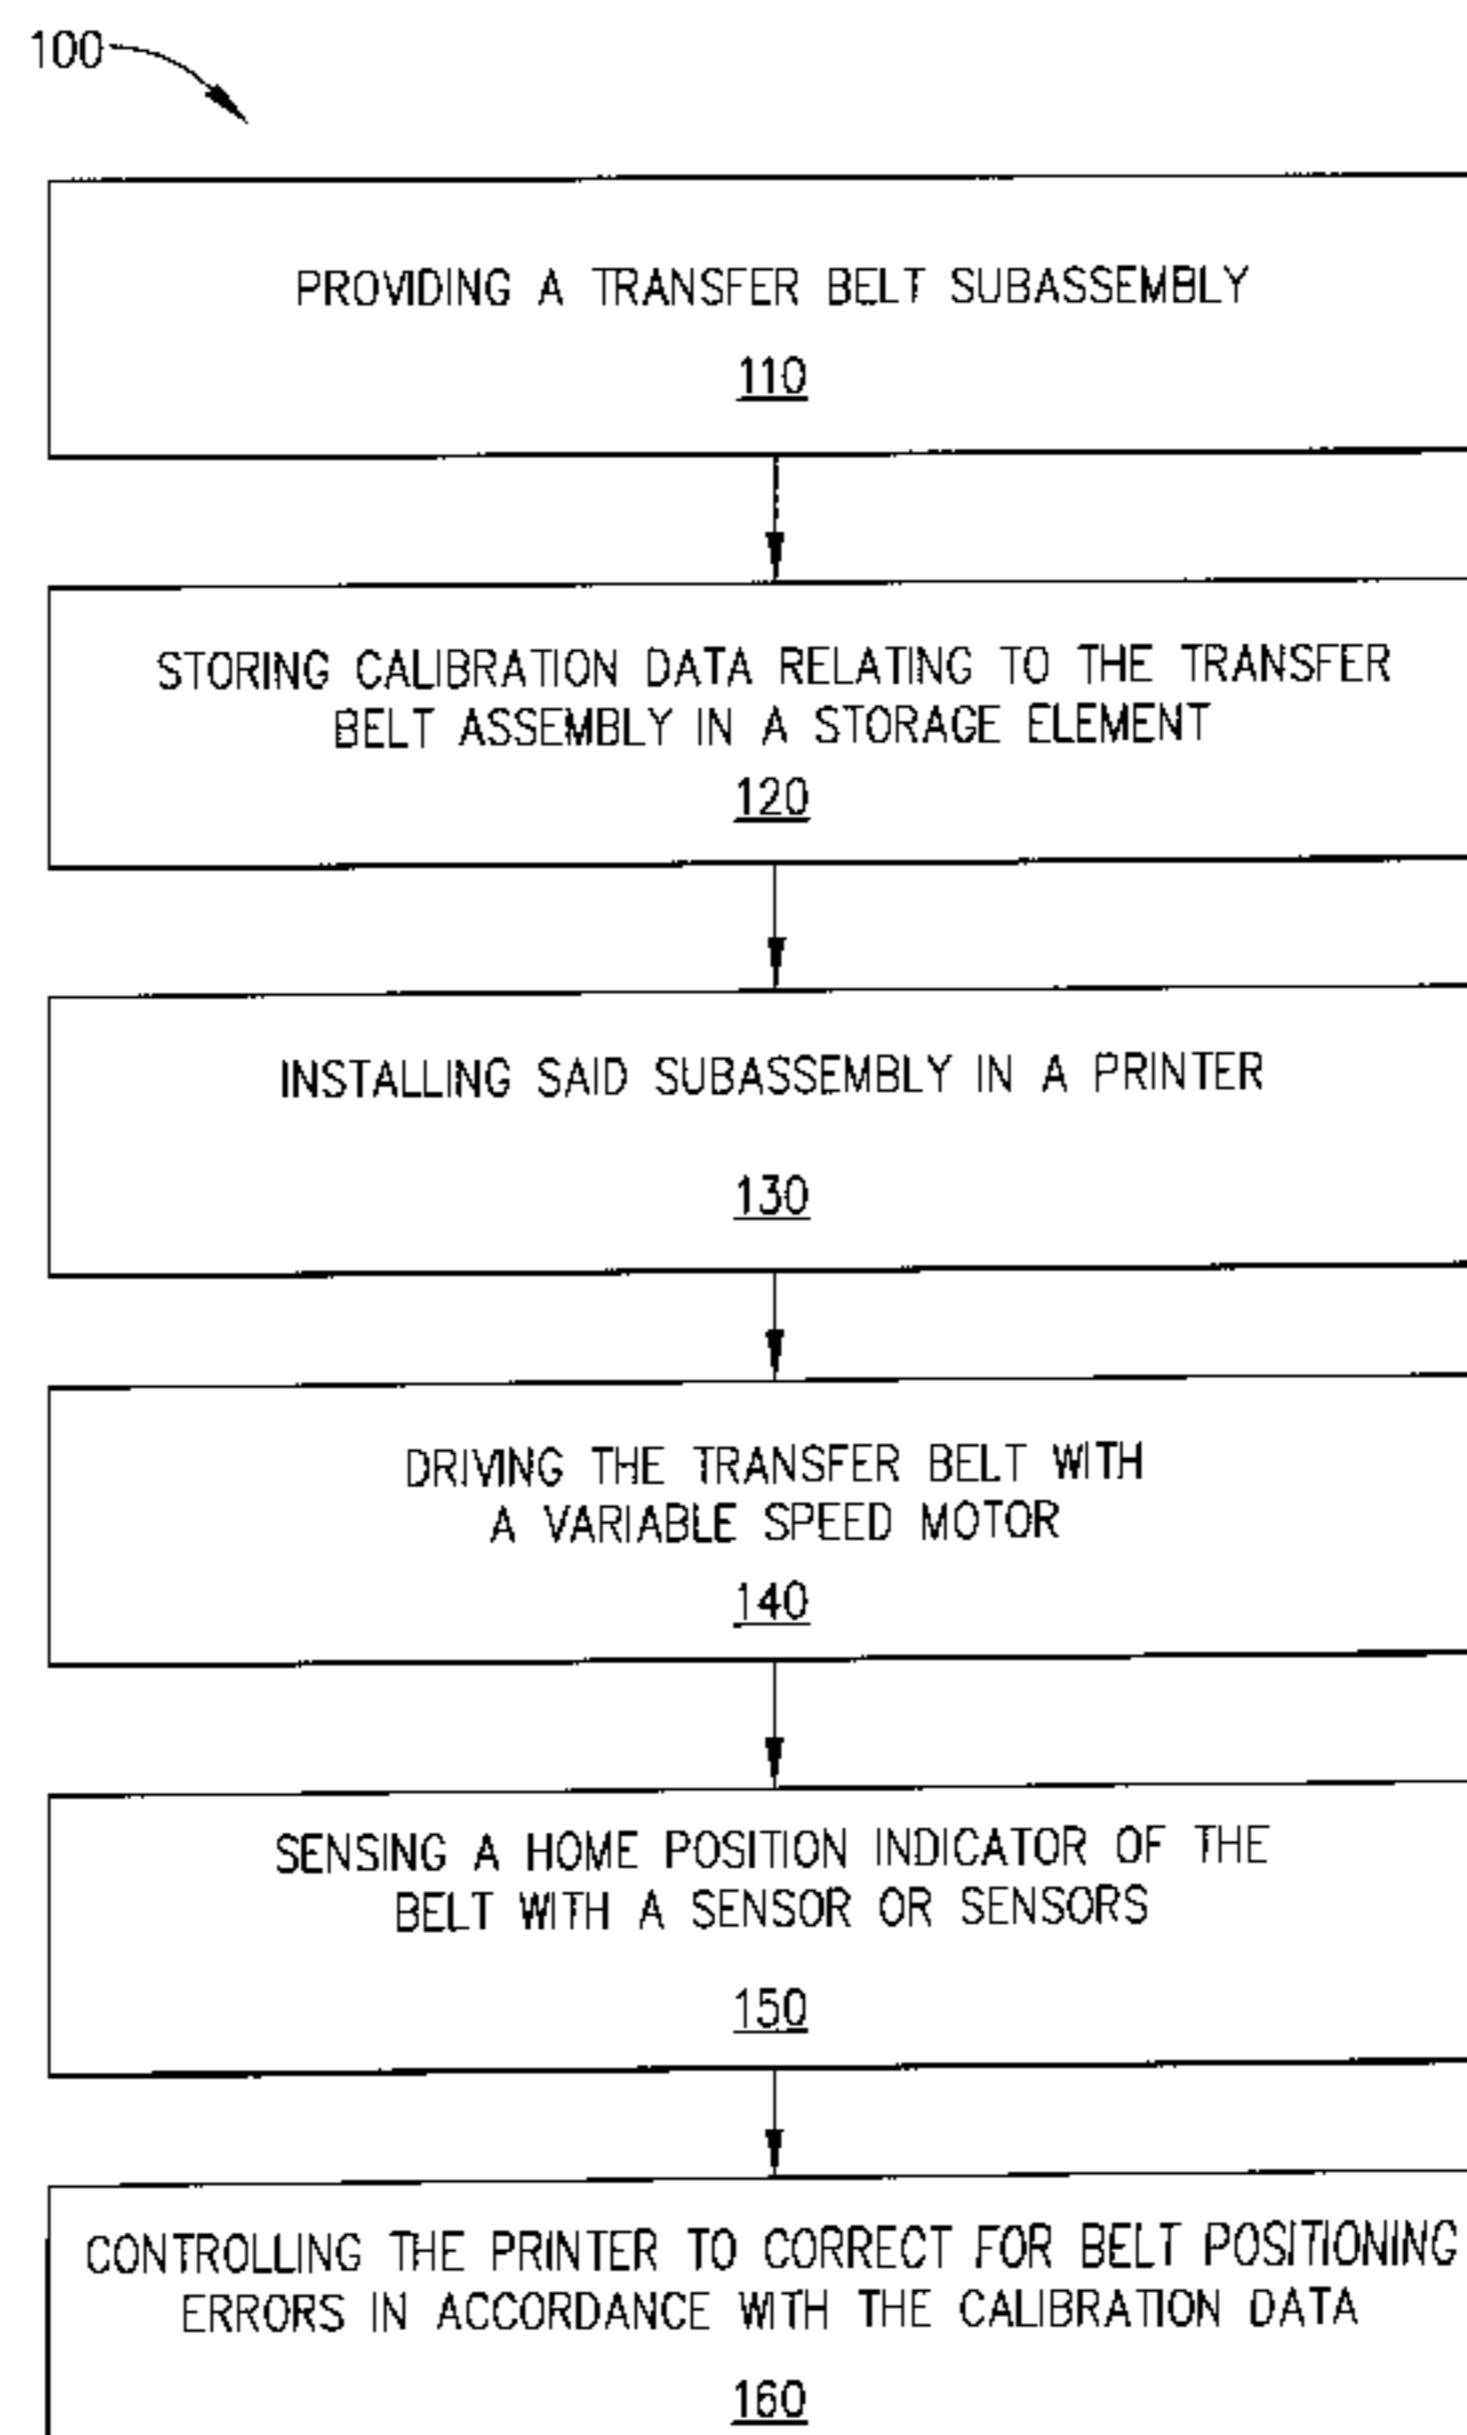 100
PROVIDING A TRANSFER BELT SUBASSEMBLY
110
STORING CALIBRATION DATA RELATING TO THE TRANSFER
BELT ASSEMBLY IN A STORAGE ELEMENT
120
INSTALLING SAID SUBASSEMBLY IN A PRINTER
130
DRIVING THE TRANSFER BELT WITH
A VARIABLE SPEED MOTOR
140
SENSING A HOME POSITION INDICATOR OF THE
BELT WITH A SENSOR OR SENSORS
150
CONTROLLING THE PRINTER TO CORRECT FOR BELT POSITIONING
ERRORS IN ACCORDANCE WITH THE CALIBRATION DATA
160